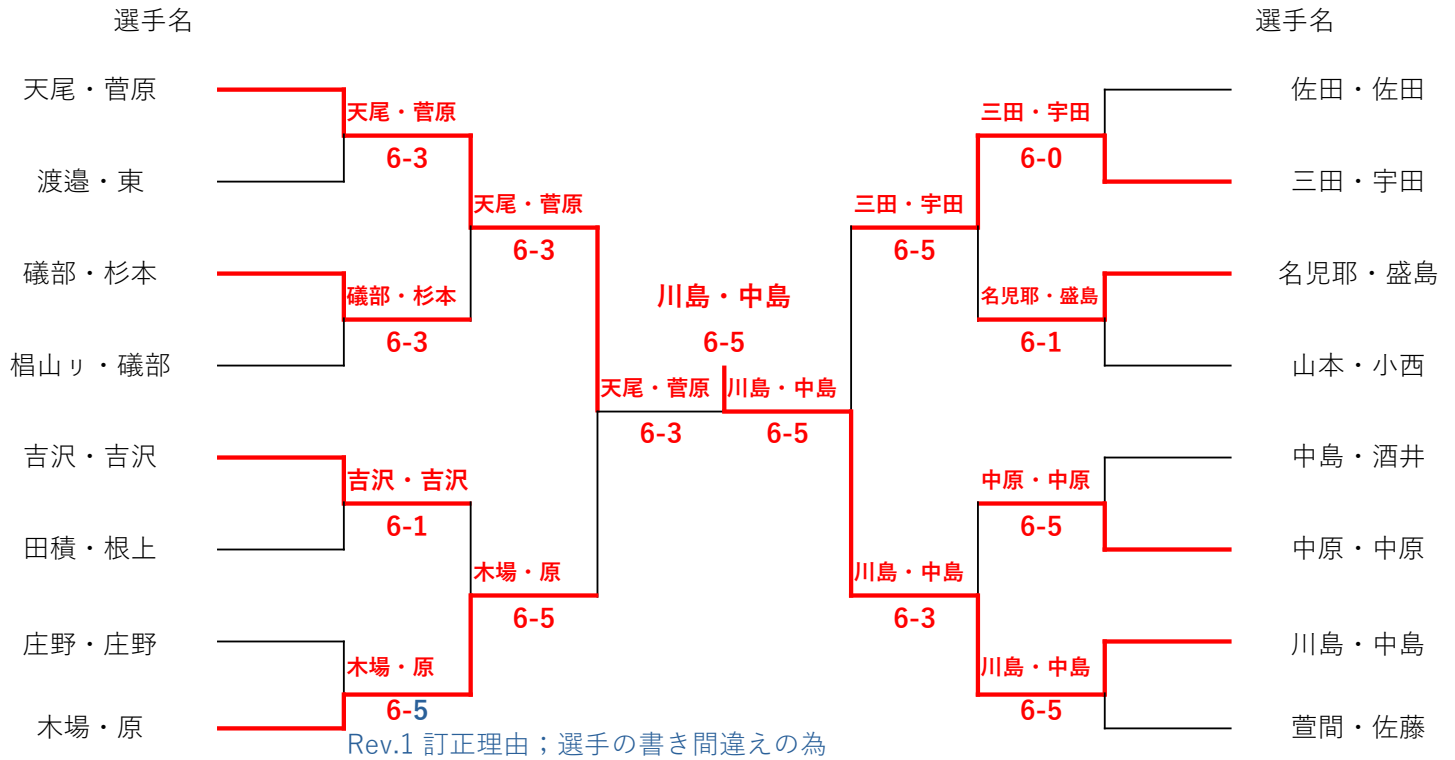 選手名
選手名
天尾・菅原
佐田・佐田
天尾・菅原
三田・宇田
6-3
6-0
渡邉・東
三田・宇田
天尾・菅原
三田・宇田
6-3
6-5
礒部・杉本
名児耶・盛島
礒部・杉本
川島・中島
名児耶・盛島
6-3
6-5
6-1
椙山リ・礒部
山本・小西
天尾・菅原
川島・中島
6-3
6-5
吉沢・吉沢
中島・酒井
吉沢・吉沢
中原・中原
6-1
6-5
田積・根上
中原・中原
木場・原
川島・中島
6-5
6-3
庄野・庄野
川島・中島
木場・原
川島・中島
6-5
6-5
木場・原
萱間・佐藤
Rev.1 訂正理由；選手の書き間違えの為